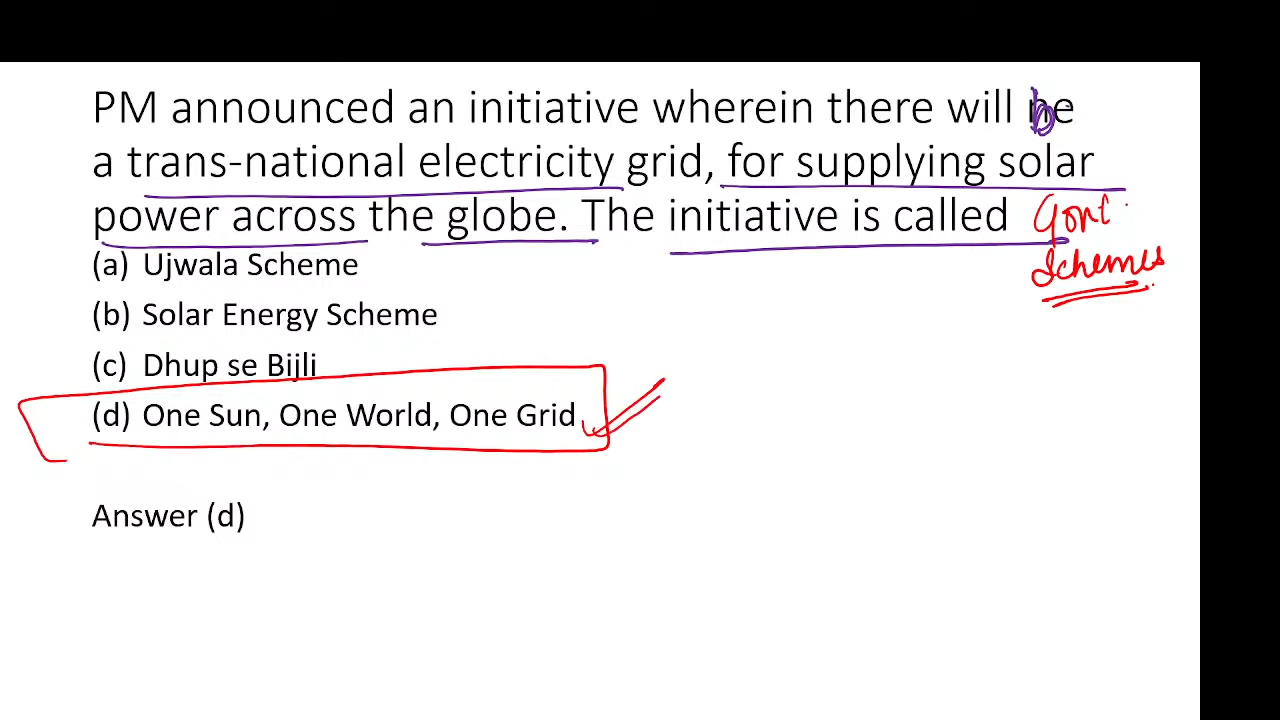 PM announced an initiative wherein there will be
a trans-national electricity grid, for supplying solar
power across the globe. The initiative is called
Govt
Schemes
(a) Ujwala Scheme
(b) Solar Energy Scheme
(c) Dhup se Bijli
(d) One Sun, One World, One Grid
Answer (d)